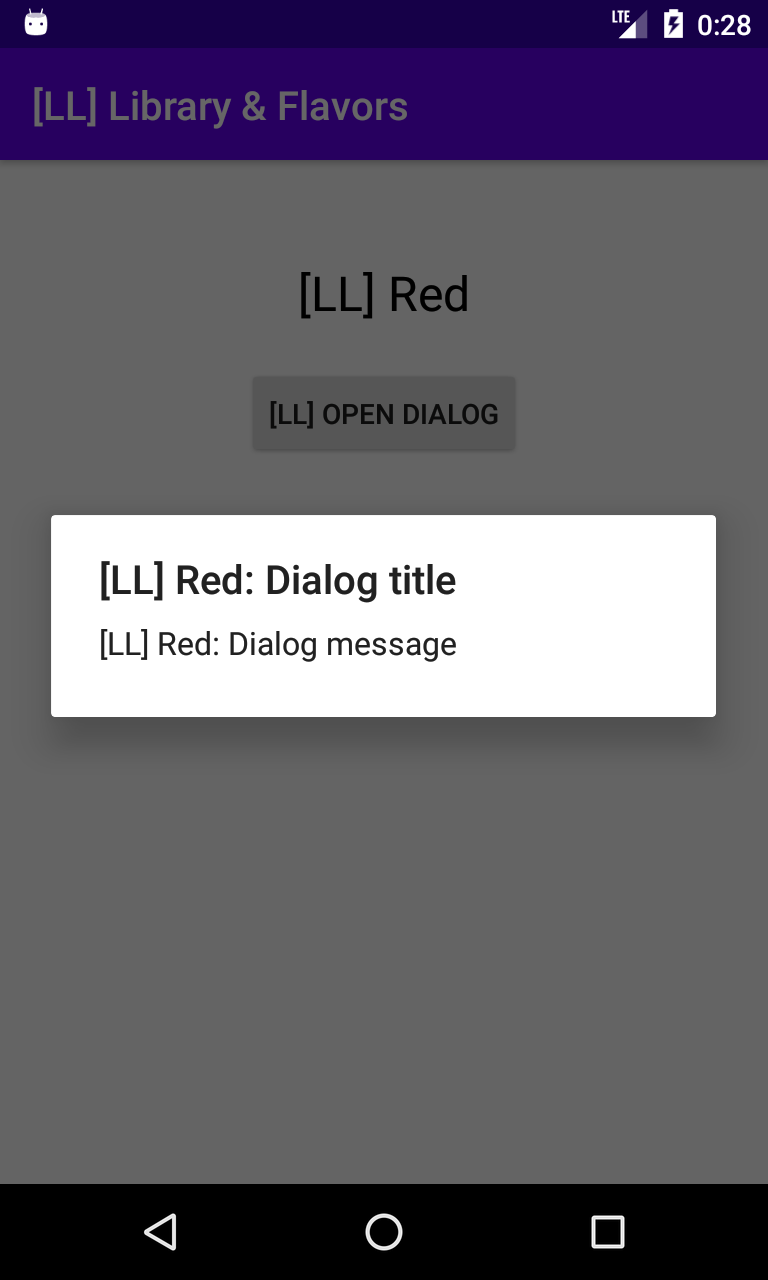 LTE 0:28
[LL] Library & Flavors
[LL] Red
[LL] OPEN DIALOG
[LL] Red: Dialog title
[LL] Red: Dialog message